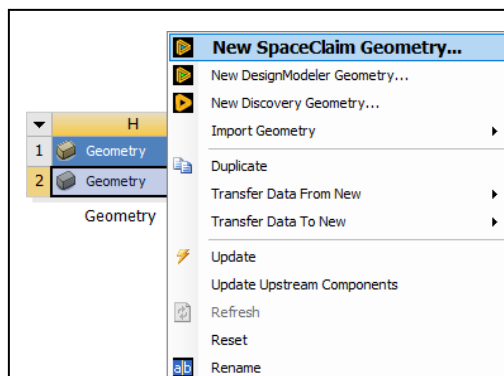 New SpaceClaim Geometry...
New DesignModeler Geometry...
New Discovery Geometry...
H
Import Geometry
1 Geometry
Duplicate
2 Geometry
Transfer Data From New
Geometry
Transfer Data To New
Update
Update Upstream Components
Refresh
Reset
a|b Rename